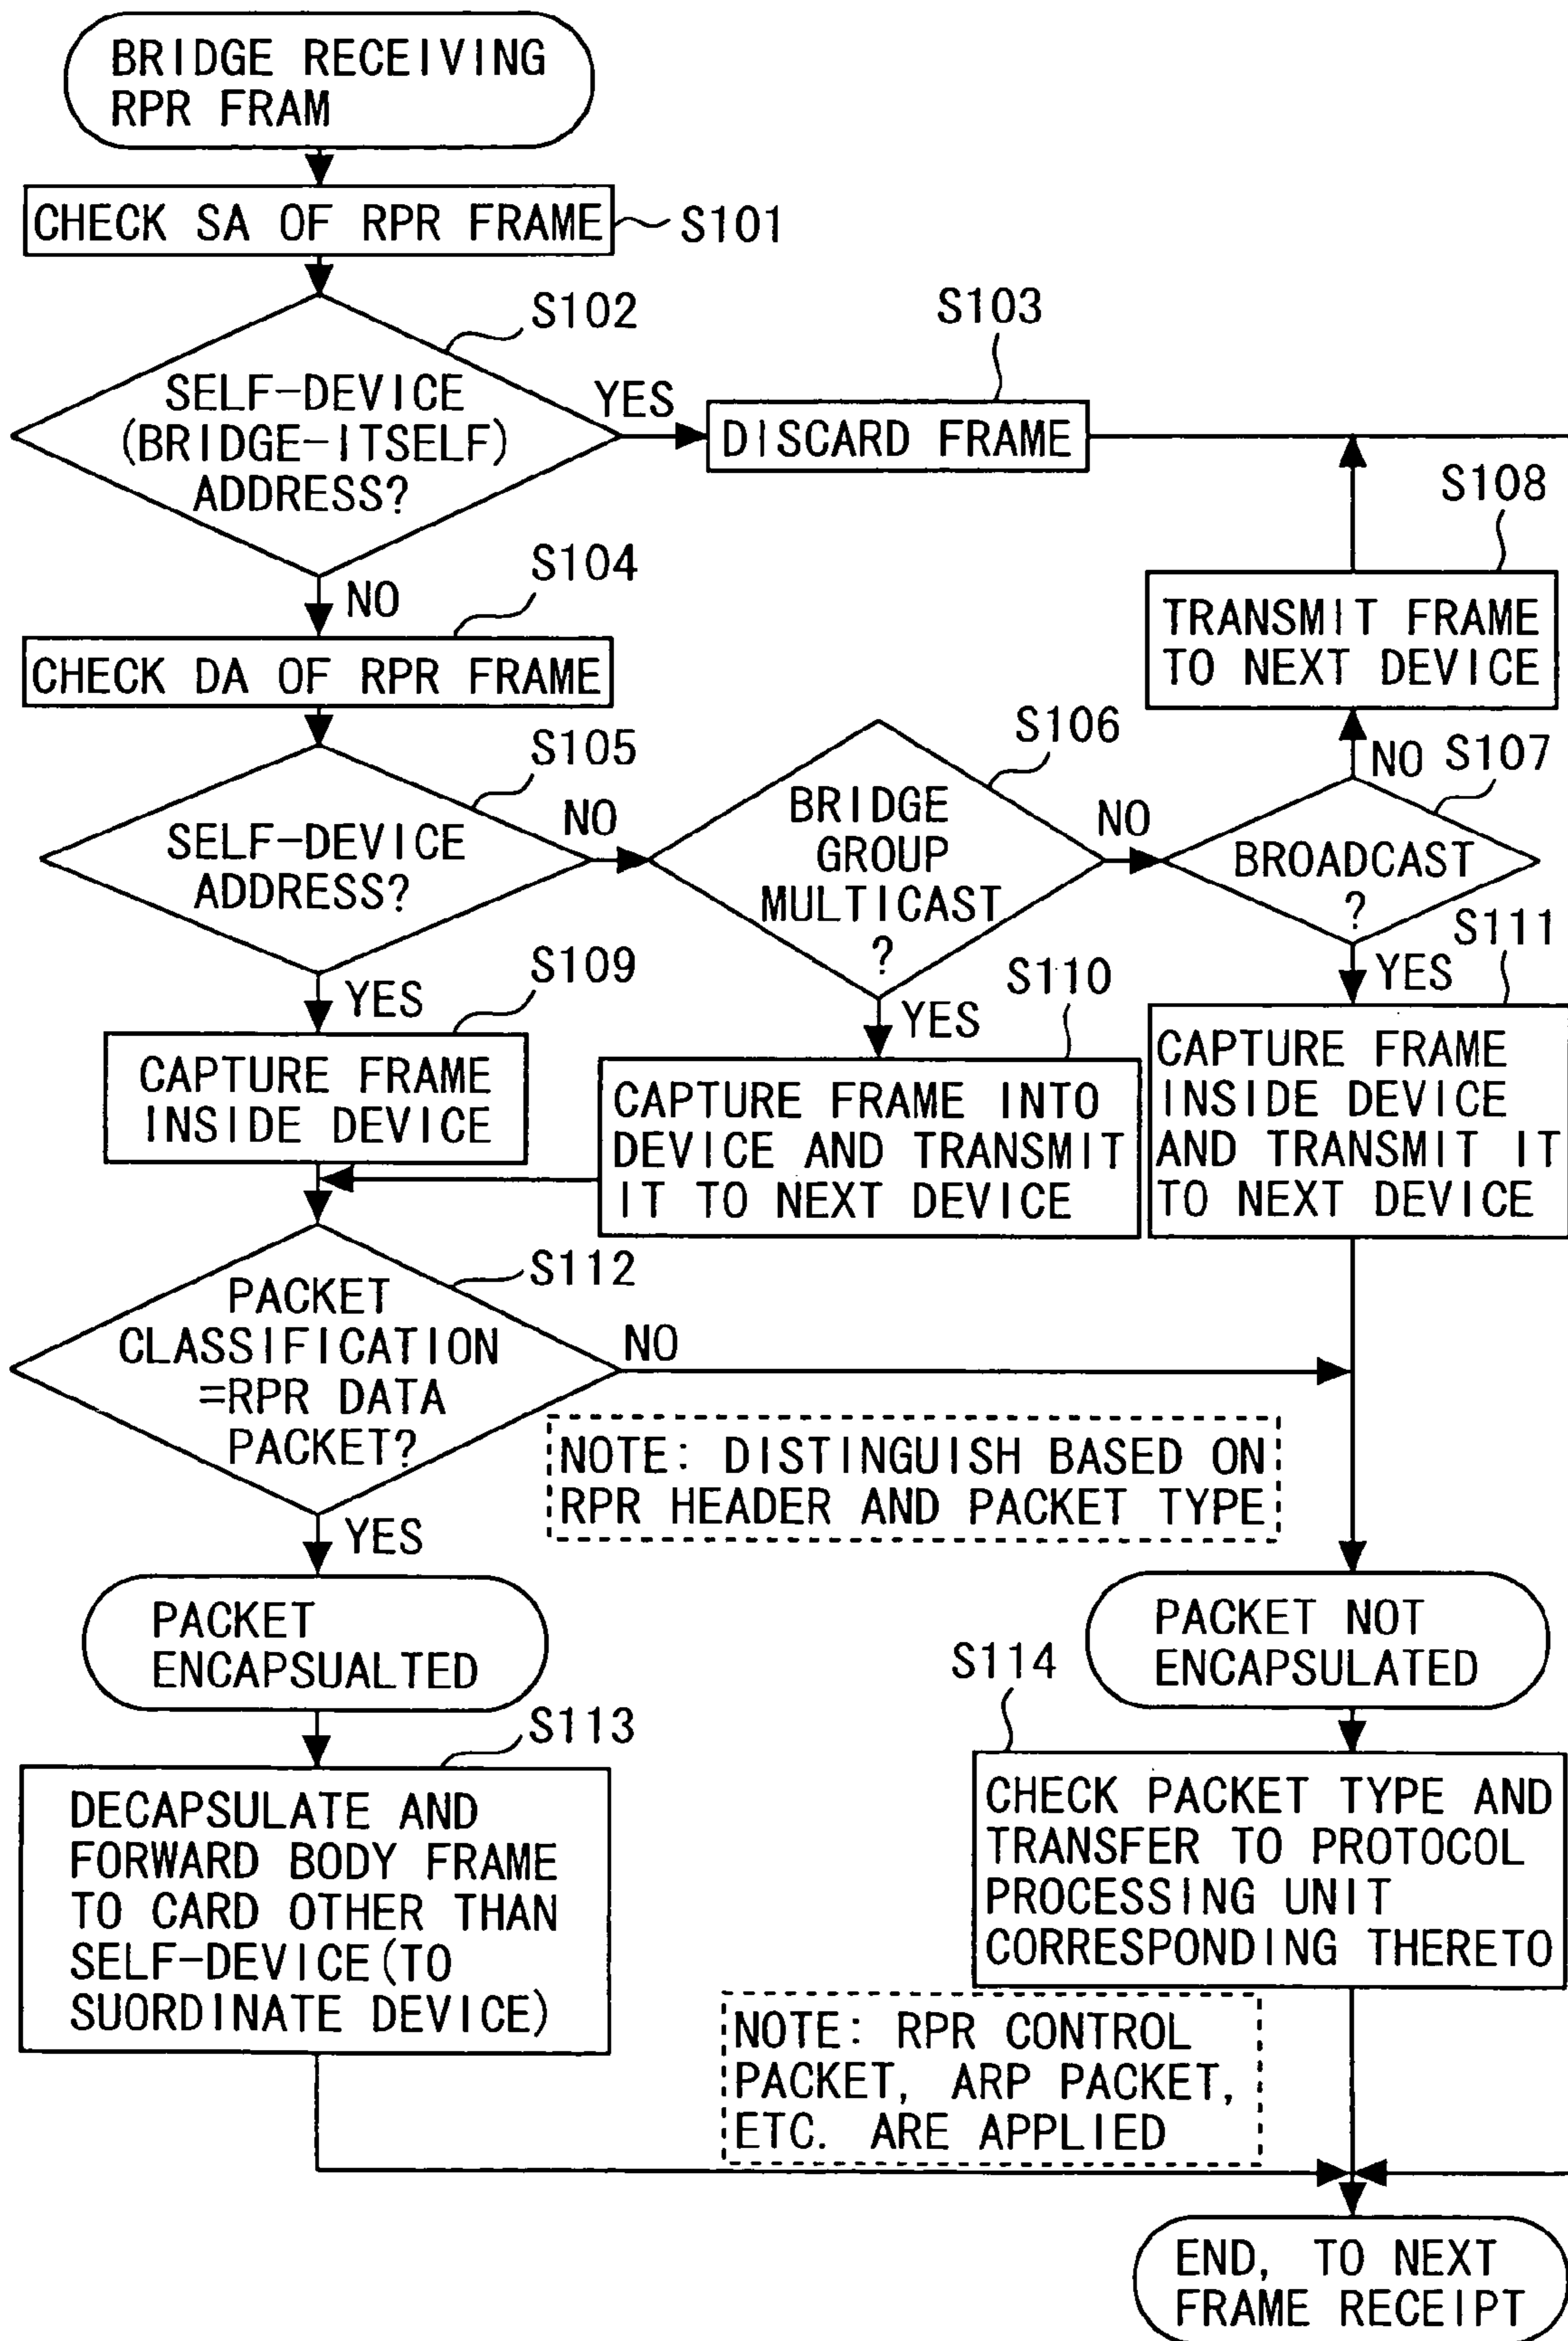 BRIDGE RECEIVING
RPR FRAM
CHECK SA OF RPR FRAME
S101
S102
SELF-DEVICE
(BRIDGE-ITSELF)
ADDRESS?
YES
S103
DISCARD FRAME
NO
S104
CHECK DA OF RPR FRAME
S108
TRANSMIT FRAME
TO NEXT DEVICE
S105
SELF-DEVICE
ADDRESS?
NO
S106
BRIDGE
GROUP
MULTICAST
?
NO
NO
S107
BROADCAST
?
YES
S109
CAPTURE FRAME
INSIDE DEVICE
YES
S110
CAPTURE FRAME INTO
DEVICE AND TRANSMIT
IT TO NEXT DEVICE
YES
S111
CAPTURE FRAME
INSIDE DEVICE
AND TRANSMIT IT
TO NEXT DEVICE
S112
PACKET
CLASSIFICATION
=RPR DATA
PACKET?
NO
NOTE: DISTINGUISH BASED ON
RPR HEADER AND PACKET TYPE
YES
PACKET
ENCAPSUALTED
PACKET NOT
ENCAPSULATED
S113
DECAPSULATE AND
FORWARD BODY FRAME
TO CARD OTHER THAN
SELF-DEVICE(TO
SUORDINATE DEVICE)
S114
CHECK PACKET TYPE AND
TRANSFER TO PROTOCOL
PROCESSING UNIT
CORRESPONDING THERETO
NOTE: RPR CONTROL
PACKET, ARP PACKET,
ETC. ARE APPLIED
END, TO NEXT
FRAME RECEIPT